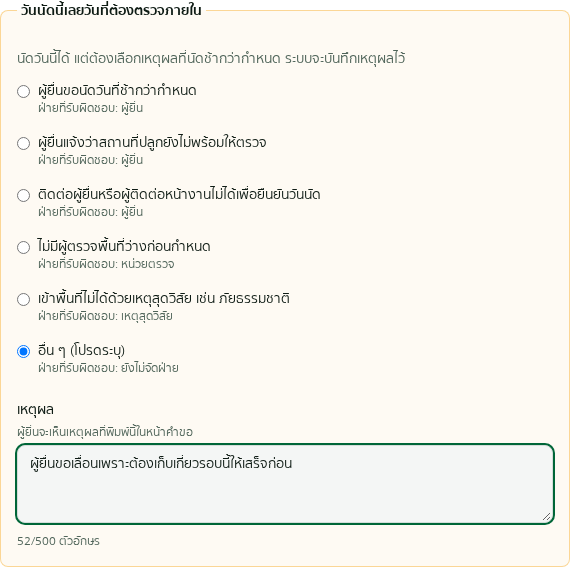 วันนัดนี้เลยวันที่ต้องตรวจภายใน
นัดวันนี้ได้ แต่ต้องเลือกเหตุผลที่นัดช้ากว่ากำหนด ระบบจะบันทึกเหตุผลไว้
ผู้ยื่นขอนัดวันที่ช้ากว่ากำหนด
ฝ่ายที่รับผิดชอบ: ผู้ยื่น
ผู้ยื่นแจ้งว่าสถานที่ปลูกยังไม่พร้อมให้ตรวจ
ฝ่ายที่รับผิดชอบ: ผู้ยื่น
ติดต่อผู้ยื่นหรือผู้ติดต่อหน้างานไม่ได้เพื่อยืนยันวันนัด
ฝ่ายที่รับผิดชอบ: ผู้ยื่น
ไม่มีผู้ตรวจพื้นที่ว่างก่อนกำหนด
ฝ่ายที่รับผิดชอบ: หน่วยตรวจ
เข้าพื้นที่ไม่ได้ด้วยเหตุสุดวิสัย เช่น ภัยธรรมชาติ
ฝ่ายที่รับผิดชอบ: เหตุสุดวิสัย
อื่น ๆ (โปรดระบุ)
ฝ่ายที่รับผิดชอบ: ยังไม่จัดฝ่าย
เหตุผล
ผู้ยื่นจะเห็นเหตุผลที่พิมพ์นี้ในหน้าคำขอ
ผู้ยื่นขอเลื่อนเพราะต้องเก็บเกี่ยวรอบนี้ให้เสร็จก่อน
52/500 ตัวอักษร